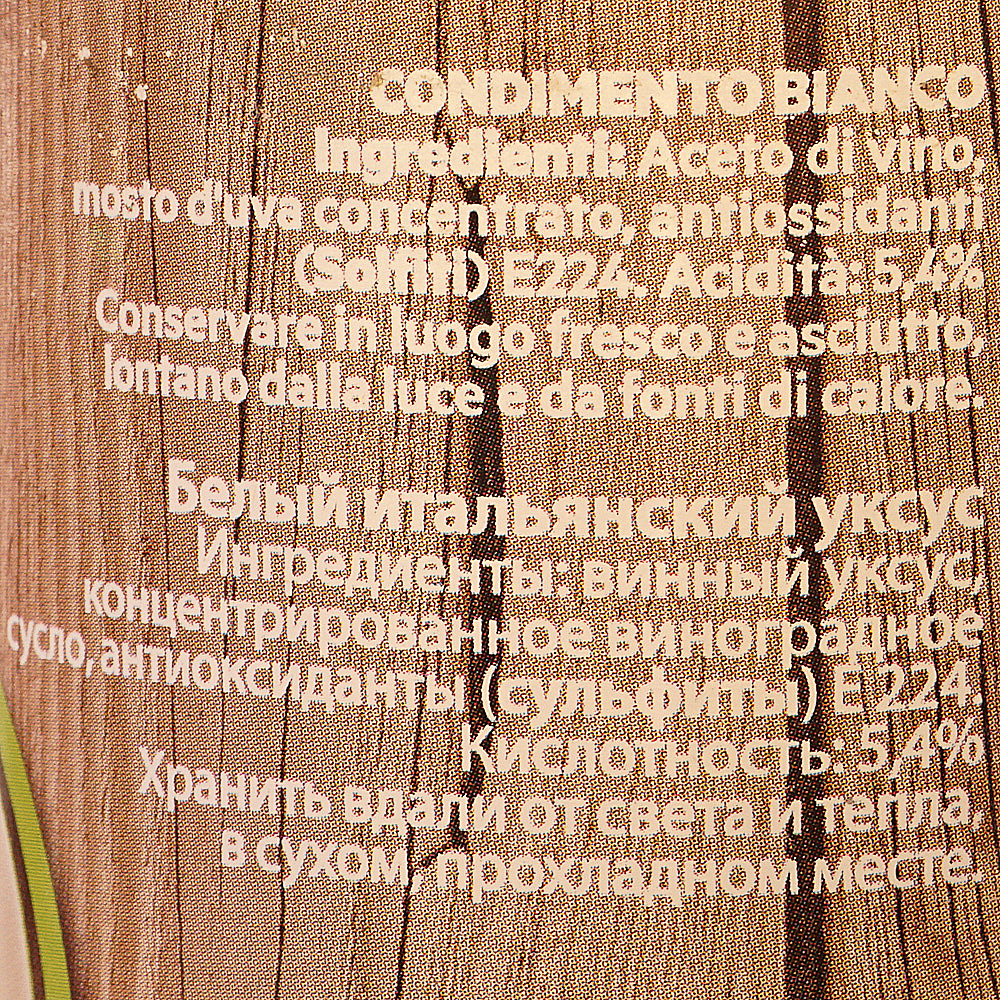 CONDIMENTO BIANCO
Ingredienti: Aceto di vino,
mosto d'uva concentrato, antiossidanti
(Solfiti) E224. Acidità: 5,4%
Conservare in luogo fresco e asciutto,
lontano dalla luce e da fonti di calore.
Белый итальянский уксус
Ингредиенты: винный уксус,
концентрированное виноградное
сусло, антиоксиданты (сульфиты) Е 224.
Кислотность: 5,4%
Хранить вдали от света и тепла,
в сухом, прохладном месте.